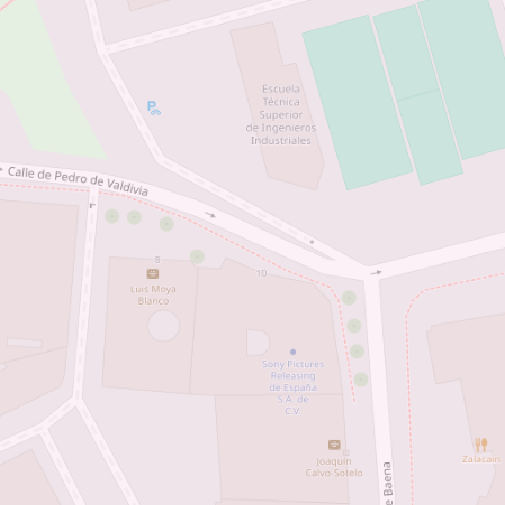 P
Escuela
Técnica
Superior
de Ingenieros
Industriales
Calle de Pedro de Valdivia
8
Luis Moya
Blanco
10
Sony Pictures
Releasing
de España
S.A. de
C.V.
Joaquín
Calvo Sotelo
Zalacaín
e Baena